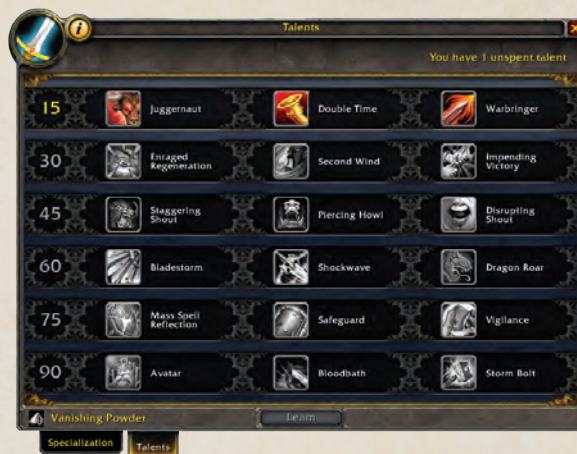 Talents
You have 1 unspent talent
15 Juggernaut Double Time Warbringer
30 Enraged Regeneration Second Wind Impending Victory
45 Staggering Shout Piercing Howl Disrupting Shout
60 Bladestorm Shockwave Dragon Roar
75 Mass Spell Reflection Safeguard Vigilance
90 Avatar Bloodbath Storm Bolt
Vanishing Powder Learn
Specialization Talents